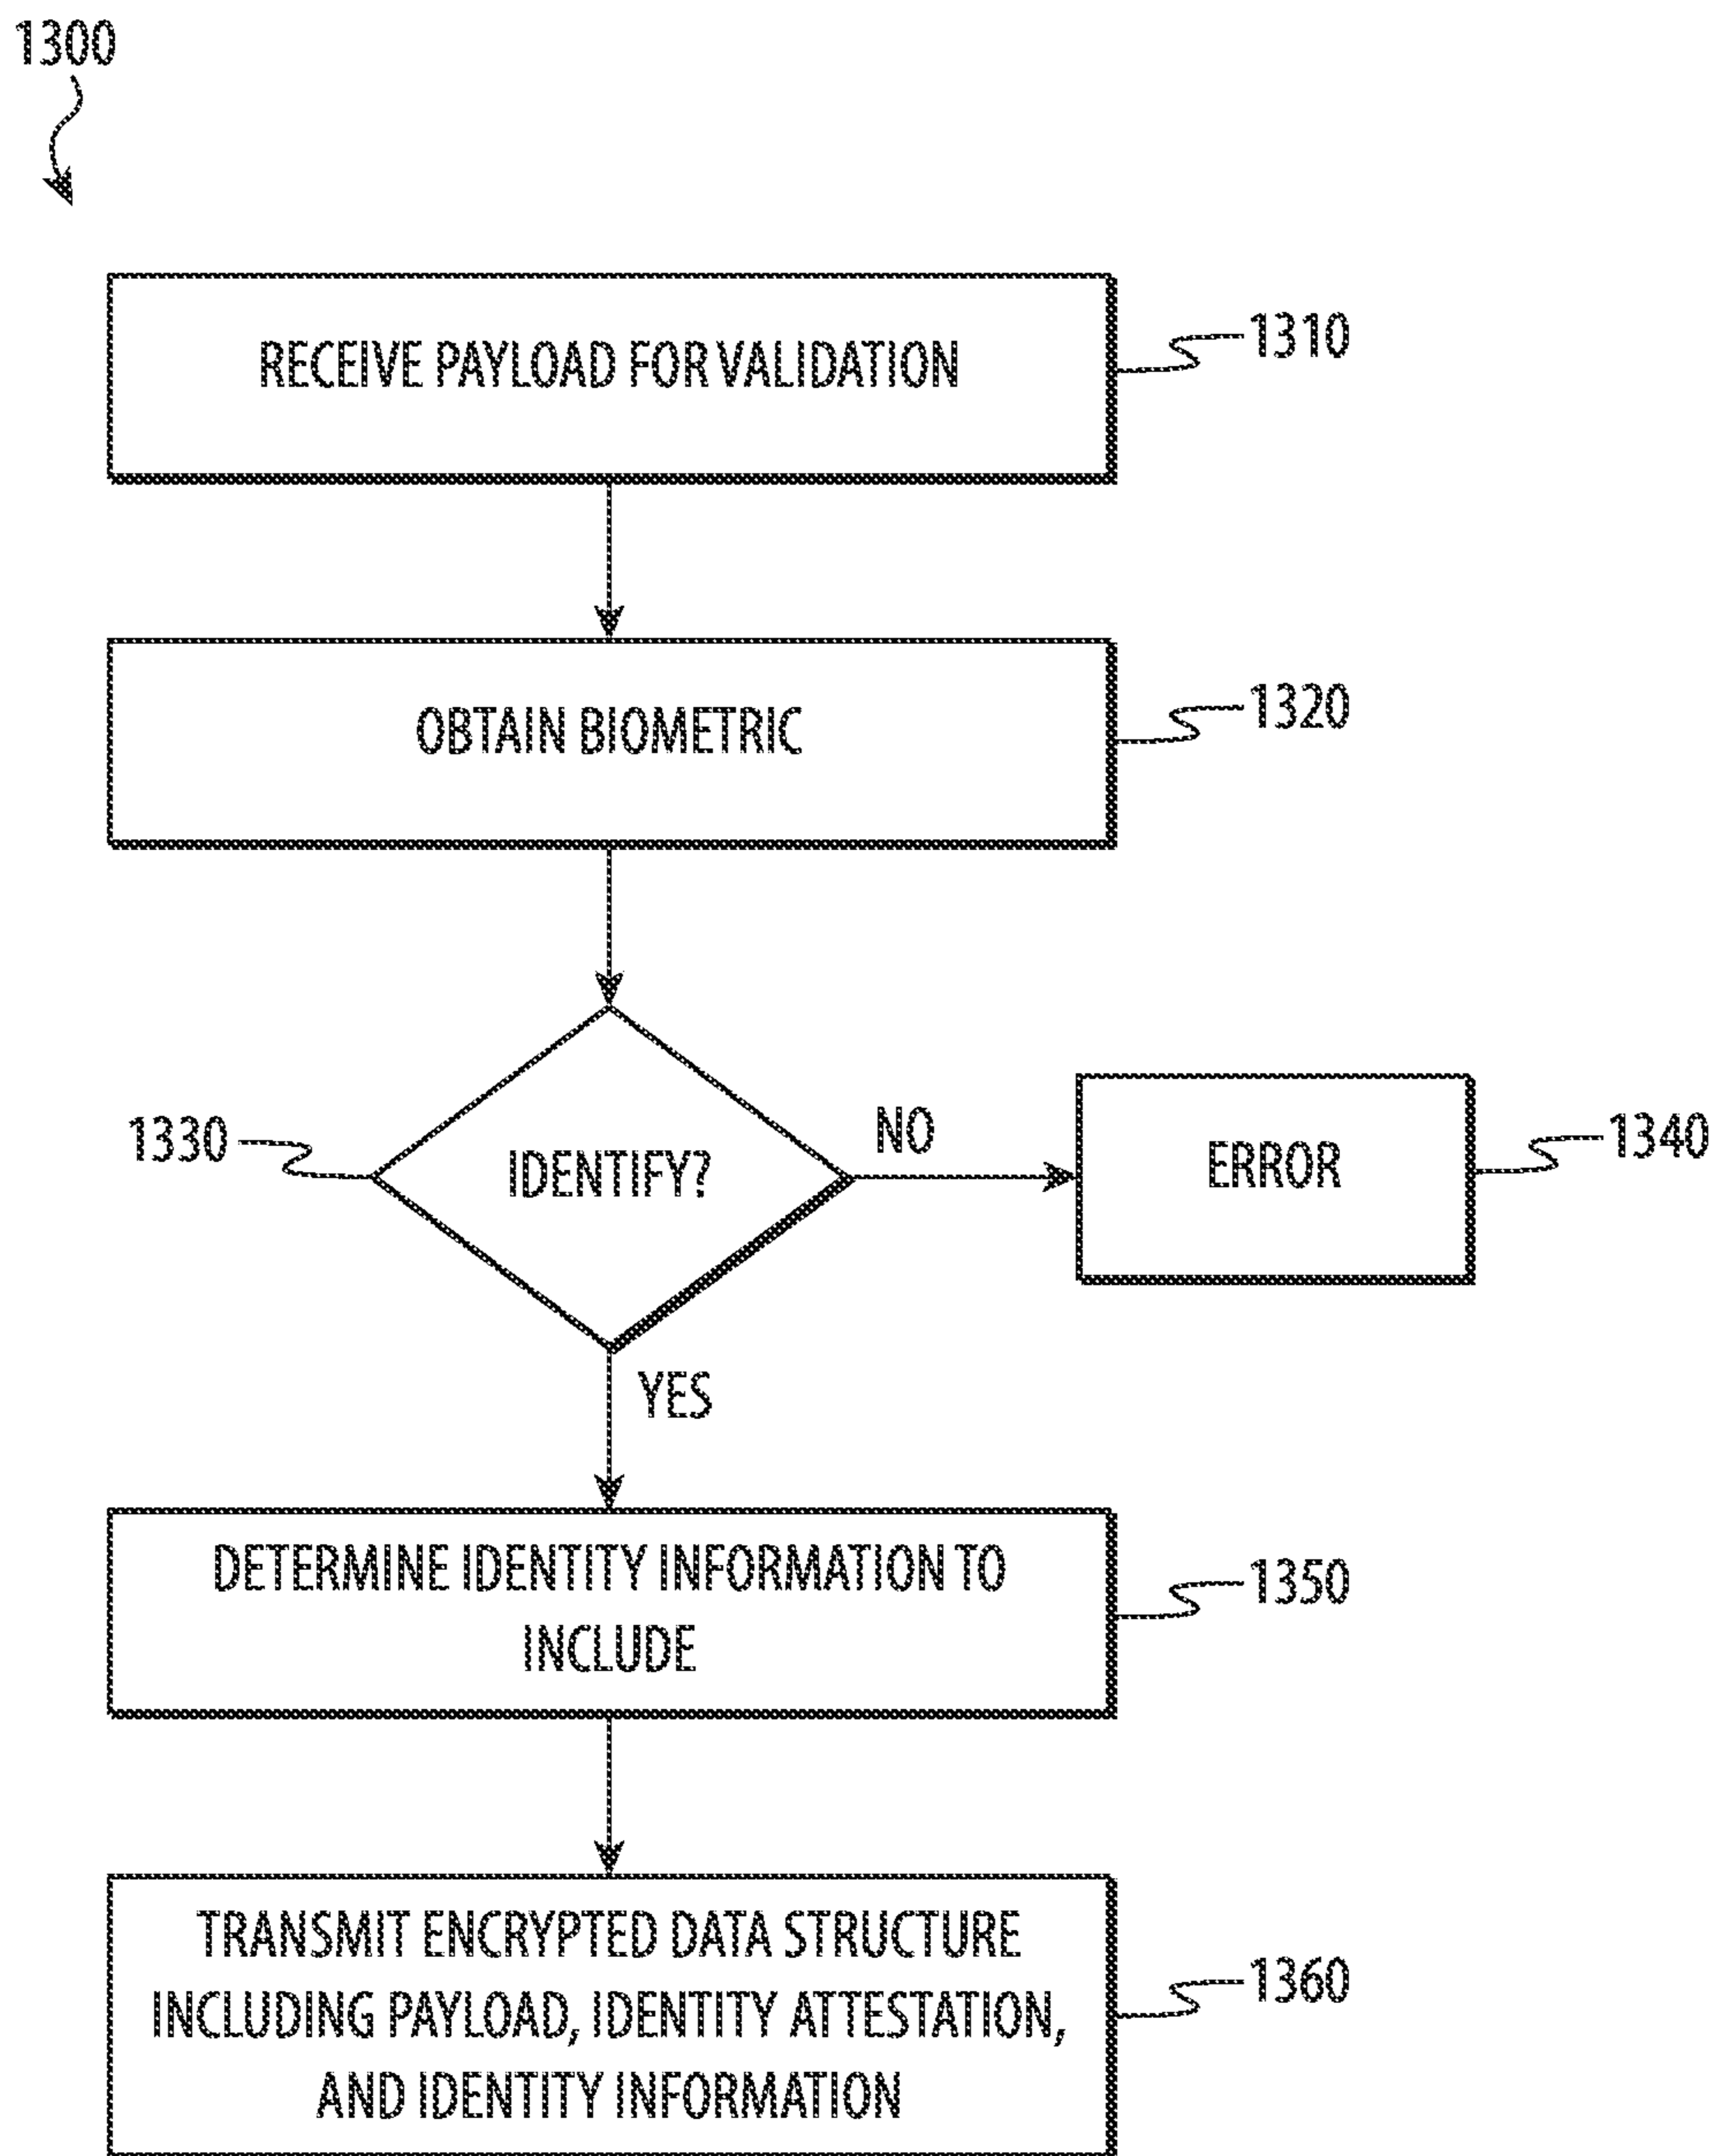 1300
RECEIVE PAYLOAD FOR VALIDATION
1310
OBTAIN BIOMETRIC
1320
1330
IDENTIFY?
NO
ERROR
1340
YES
DETERMINE IDENTITY INFORMATION TO
INCLUDE
1350
TRANSMIT ENCRYPTED DATA STRUCTURE
INCLUDING PAYLOAD, IDENTITY ATTESTATION,
AND IDENTITY INFORMATION
1360